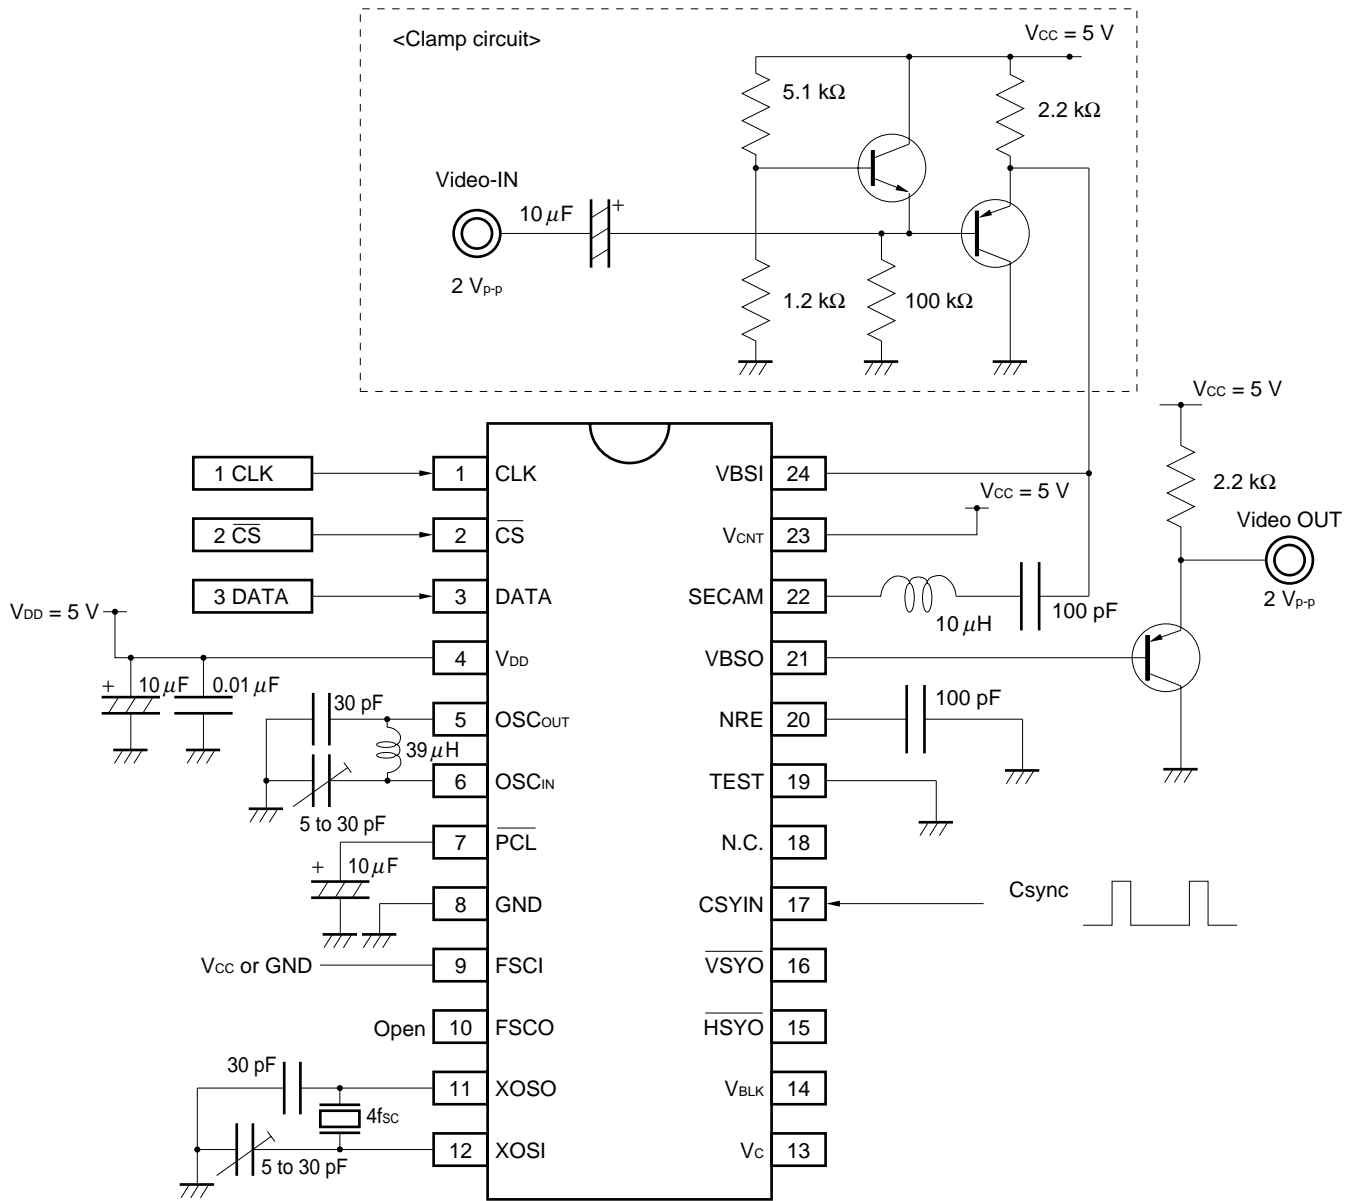 <Clamp circuit>
VCC = 5 V
5.1 kΩ
2.2 kΩ
Video-IN
10 μF
+
2 Vp-p
1.2 kΩ
100 kΩ
VCC = 5 V
2.2 kΩ
Video OUT
2 Vp-p
1 CLK
1
CLK
VBSI
24
2 C̅S̅
2
C̅S̅
VCNT
23
VCC = 5 V
3 DATA
3
DATA
SECAM
22
10 μH
100 pF
VDD = 5 V
4
VDD
VBSO
21
+
10 μF
0.01 μF
30 pF
5
OSCOUT
NRE
20
100 pF
39 μH
6
OSCIN
TEST
19
5 to 30 pF
7
P̅C̅L̅
N.C.
18
+
10 μF
8
GND
CSYIN
17
Csync
VCC or GND
9
FSCI
V̅S̅Y̅O̅
16
Open
10
FSCO
H̅S̅Y̅O̅
15
30 pF
11
XOSO
VBLK
14
4fSC
12
XOSI
VC
13
5 to 30 pF